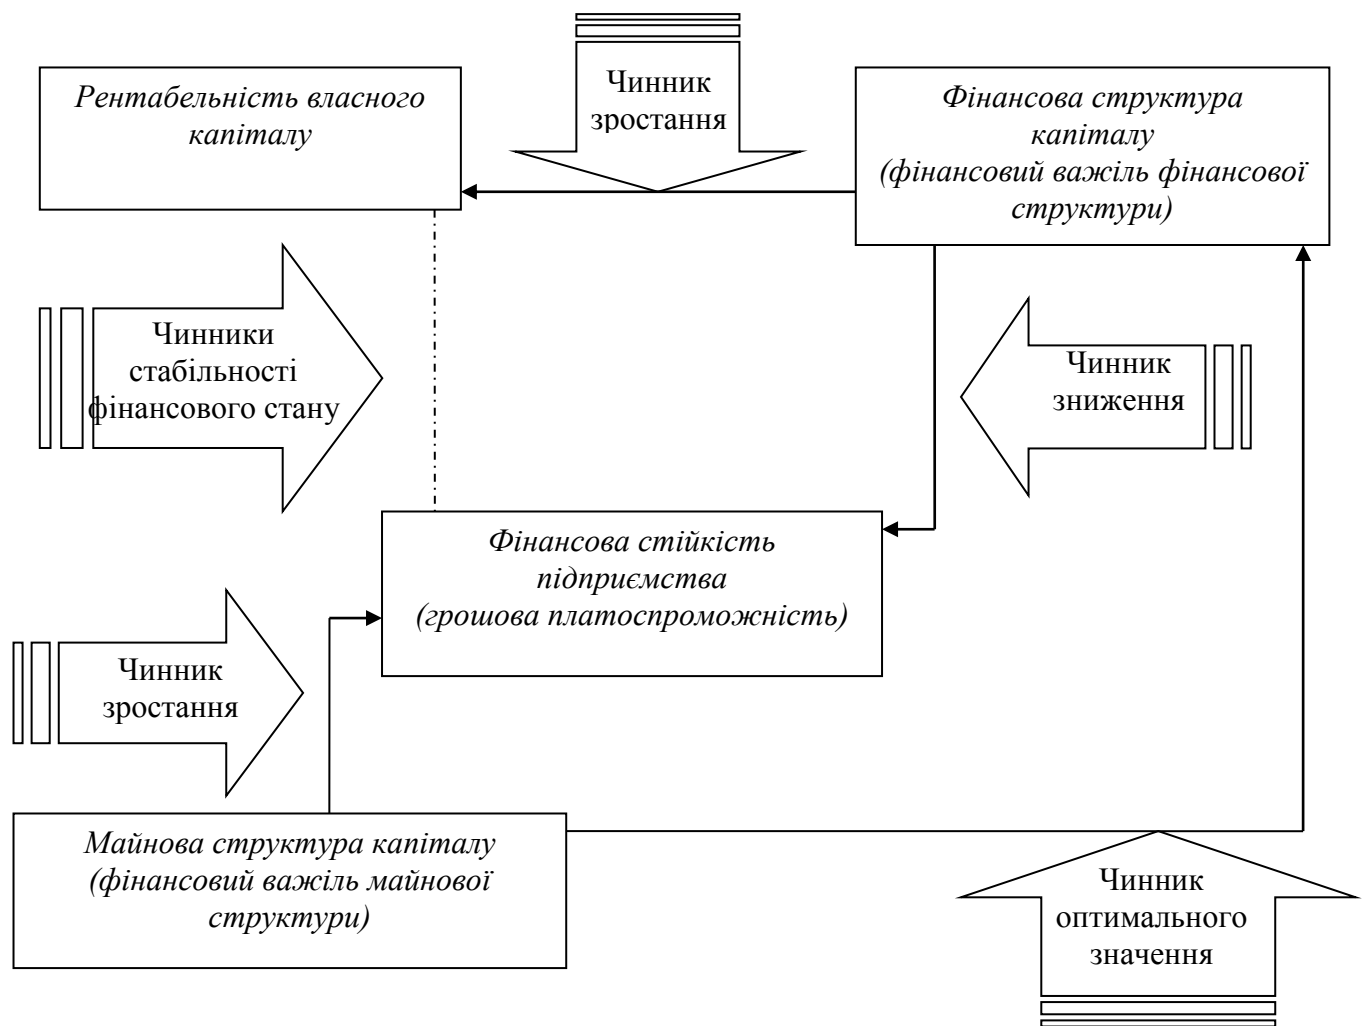 Чинник
зростання
Рентабельність власного
капіталу
Фінансова структура
капіталу
(фінансовий важіль фінансової
структури)
Чинники
стабільності
фінансового стану
Чинник
зниження
Фінансова стійкість
підприємства
(грошова платоспроможність)
Чинник
зростання
Майнова структура капіталу
(фінансовий важіль майнової
структури)
Чинник
оптимального
значення